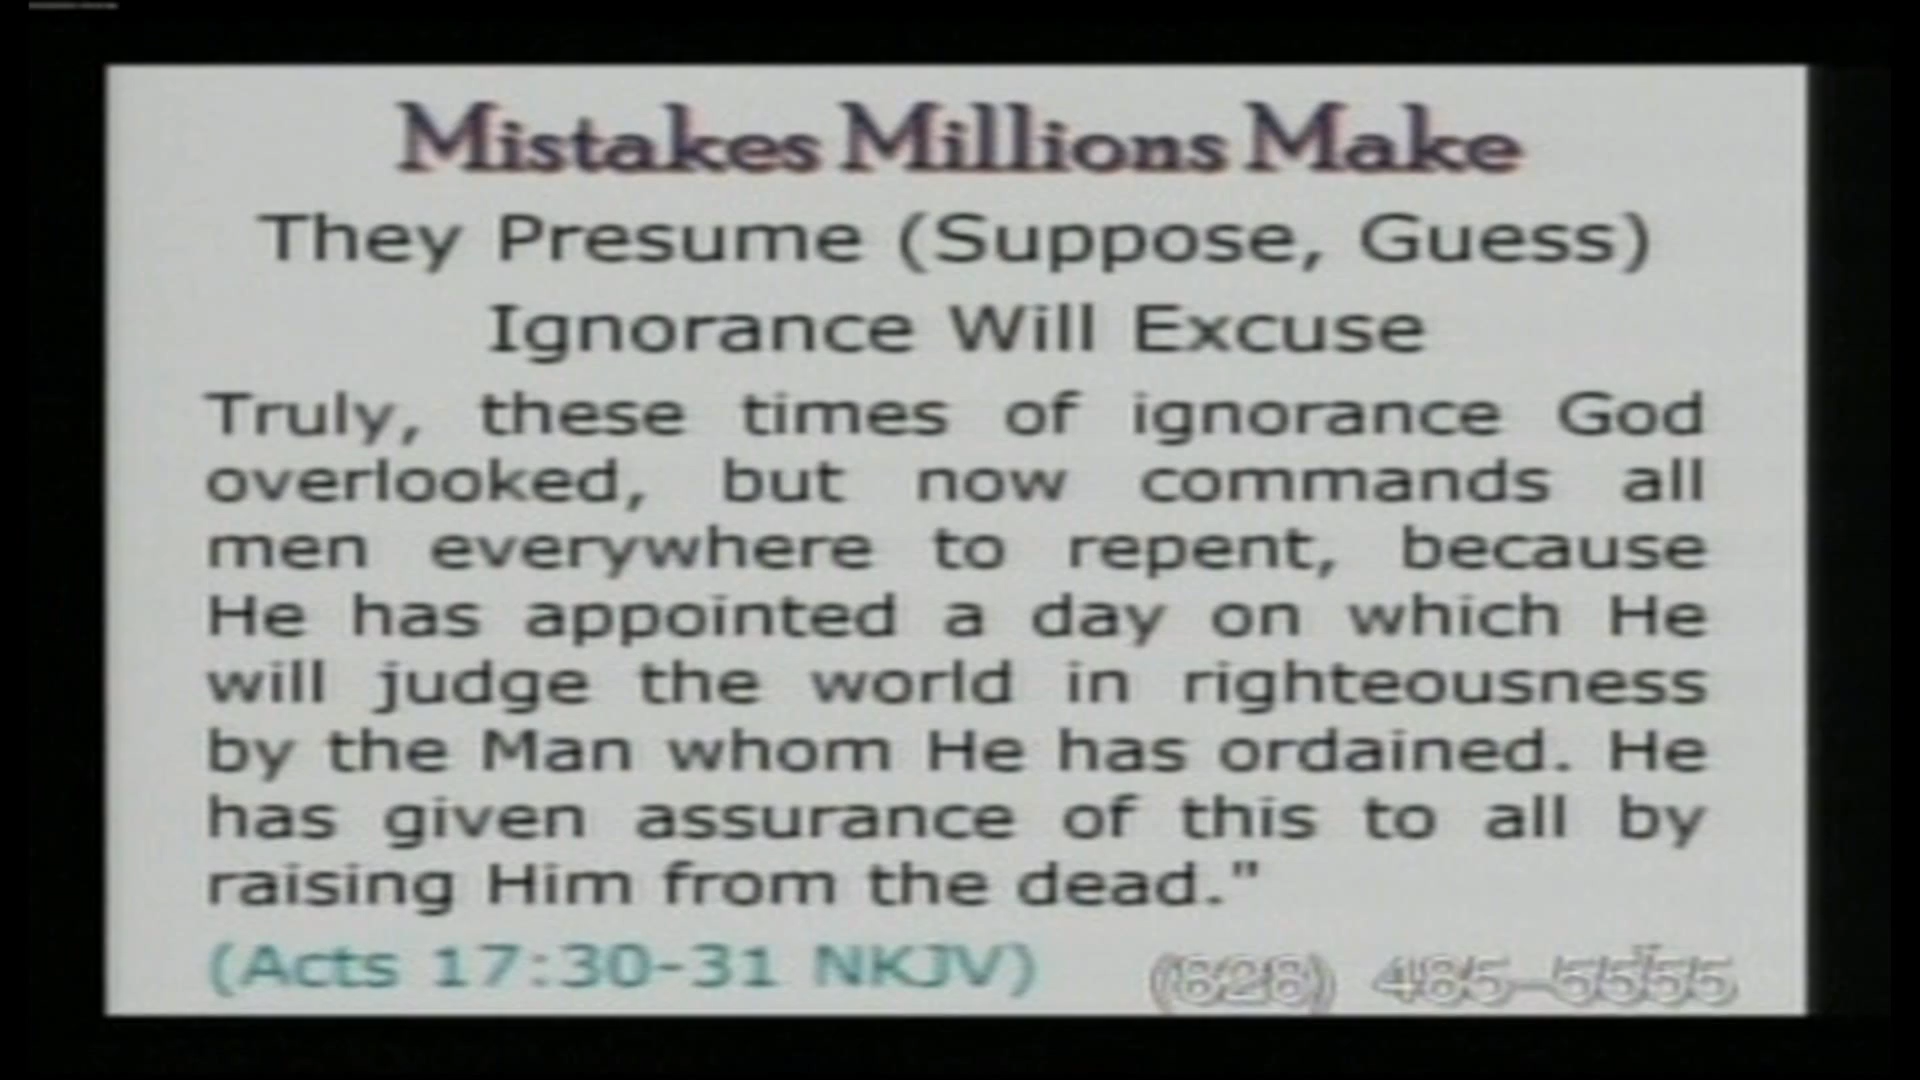 Mistakes Millions Make
They Presume (Suppose, Guess)
Ignorance Will Excuse
Truly, these times of ignorance God
overlooked, but now commands all
men everywhere to repent, because
He has appointed a day on which He
will judge the world in righteousness
by the Man whom He has ordained. He
has given assurance of this to all by
raising Him from the dead."
(Acts 17:30-31 NKJV)
(828) 485-5555